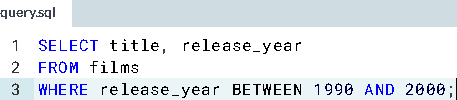 query.sql
1 SELECT title, release_year
2 FROM films
3 WHERE release_year BETWEEN 1990 AND 2000;